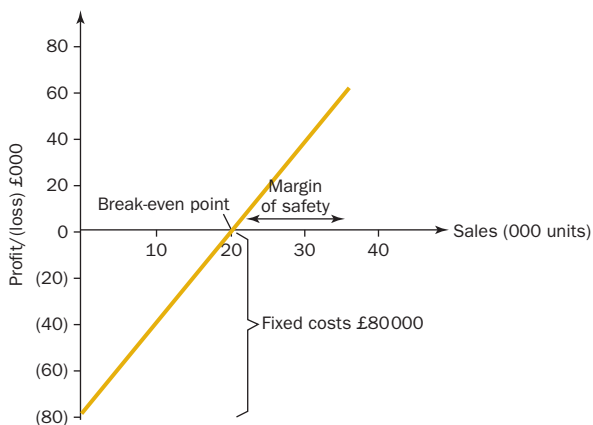 80
60
40
20
0
(20)
(40)
(60)
(80)
Profit/(loss) £000
Break-even point
Margin
of safety
10
20
30
40
Sales (000 units)
Fixed costs £80000